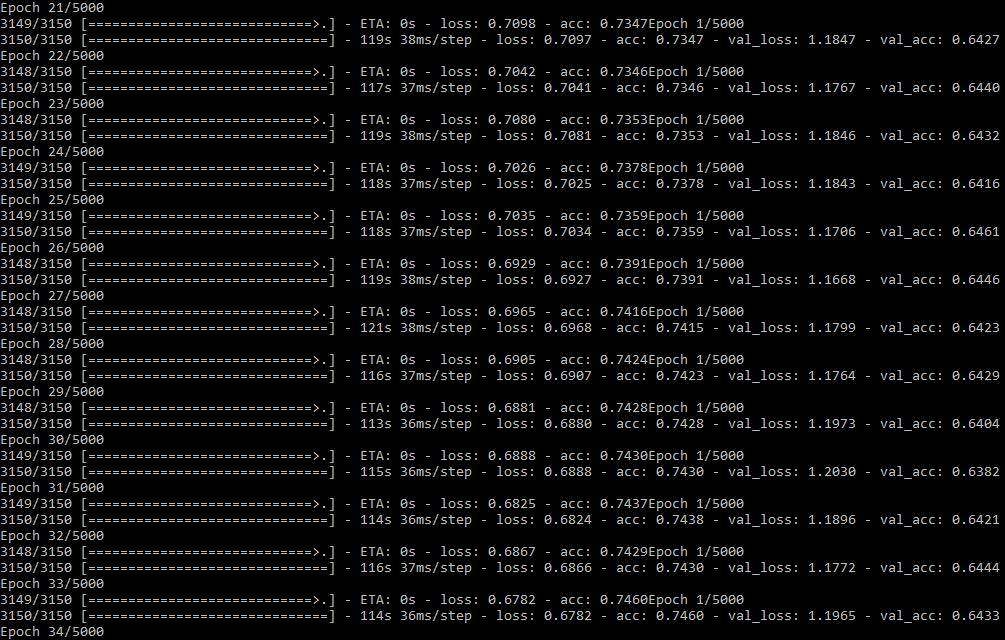 Epoch 21/5000
3149/3150 [============================>.] - ETA: 0s - loss: 0.7098 - acc: 0.7347Epoch 1/5000
3150/3150 [==============================] - 119s 38ms/step - loss: 0.7097 - acc: 0.7347 - val_loss: 1.1847 - val_acc: 0.6427
Epoch 22/5000
3148/3150 [============================>.] - ETA: 0s - loss: 0.7042 - acc: 0.7346Epoch 1/5000
3150/3150 [==============================] - 117s 37ms/step - loss: 0.7041 - acc: 0.7346 - val_loss: 1.1767 - val_acc: 0.6440
Epoch 23/5000
3148/3150 [============================>.] - ETA: 0s - loss: 0.7080 - acc: 0.7353Epoch 1/5000
3150/3150 [==============================] - 119s 38ms/step - loss: 0.7081 - acc: 0.7353 - val_loss: 1.1846 - val_acc: 0.6432
Epoch 24/5000
3149/3150 [============================>.] - ETA: 0s - loss: 0.7026 - acc: 0.7378Epoch 1/5000
3150/3150 [==============================] - 118s 37ms/step - loss: 0.7025 - acc: 0.7378 - val_loss: 1.1843 - val_acc: 0.6416
Epoch 25/5000
3149/3150 [============================>.] - ETA: 0s - loss: 0.7035 - acc: 0.7359Epoch 1/5000
3150/3150 [==============================] - 118s 37ms/step - loss: 0.7034 - acc: 0.7359 - val_loss: 1.1706 - val_acc: 0.6461
Epoch 26/5000
3148/3150 [============================>.] - ETA: 0s - loss: 0.6929 - acc: 0.7391Epoch 1/5000
3150/3150 [==============================] - 119s 38ms/step - loss: 0.6927 - acc: 0.7391 - val_loss: 1.1668 - val_acc: 0.6446
Epoch 27/5000
3148/3150 [============================>.] - ETA: 0s - loss: 0.6965 - acc: 0.7416Epoch 1/5000
3150/3150 [==============================] - 121s 38ms/step - loss: 0.6968 - acc: 0.7415 - val_loss: 1.1799 - val_acc: 0.6423
Epoch 28/5000
3148/3150 [============================>.] - ETA: 0s - loss: 0.6905 - acc: 0.7424Epoch 1/5000
3150/3150 [==============================] - 116s 37ms/step - loss: 0.6907 - acc: 0.7423 - val_loss: 1.1764 - val_acc: 0.6429
Epoch 29/5000
3148/3150 [============================>.] - ETA: 0s - loss: 0.6881 - acc: 0.7428Epoch 1/5000
3150/3150 [==============================] - 113s 36ms/step - loss: 0.6880 - acc: 0.7428 - val_loss: 1.1973 - val_acc: 0.6404
Epoch 30/5000
3149/3150 [============================>.] - ETA: 0s - loss: 0.6888 - acc: 0.7430Epoch 1/5000
3150/3150 [==============================] - 115s 36ms/step - loss: 0.6888 - acc: 0.7430 - val_loss: 1.2030 - val_acc: 0.6382
Epoch 31/5000
3149/3150 [============================>.] - ETA: 0s - loss: 0.6825 - acc: 0.7437Epoch 1/5000
3150/3150 [==============================] - 114s 36ms/step - loss: 0.6824 - acc: 0.7438 - val_loss: 1.1896 - val_acc: 0.6421
Epoch 32/5000
3148/3150 [============================>.] - ETA: 0s - loss: 0.6867 - acc: 0.7429Epoch 1/5000
3150/3150 [==============================] - 116s 37ms/step - loss: 0.6866 - acc: 0.7430 - val_loss: 1.1772 - val_acc: 0.6444
Epoch 33/5000
3149/3150 [============================>.] - ETA: 0s - loss: 0.6782 - acc: 0.7460Epoch 1/5000
3150/3150 [==============================] - 114s 36ms/step - loss: 0.6782 - acc: 0.7460 - val_loss: 1.1965 - val_acc: 0.6433
Epoch 34/5000